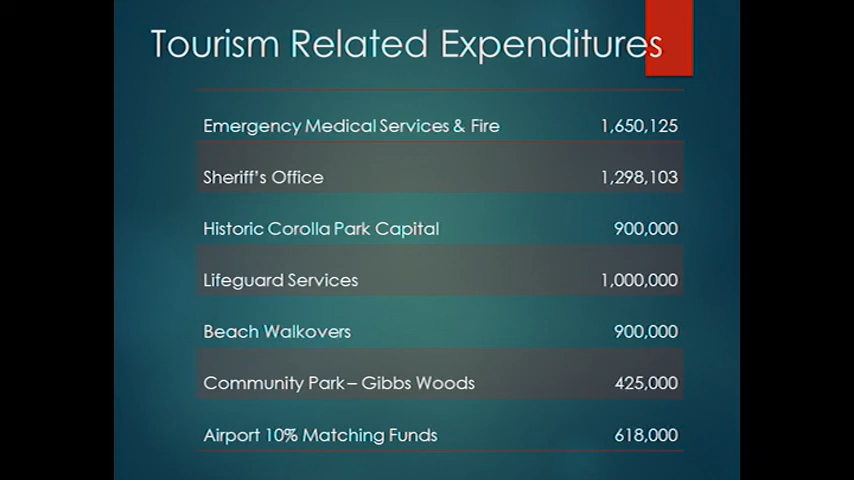 Tourism Related Expenditures
Emergency Medical Services & Fire 1,650,125
Sheriff's Office 1,298,103
Historic Corolla Park Capital 900,000
Lifeguard Services 1,000,000
Beach Walkovers 900,000
Community Park – Gibbs Woods 425,000
Airport 10% Matching Funds 618,000